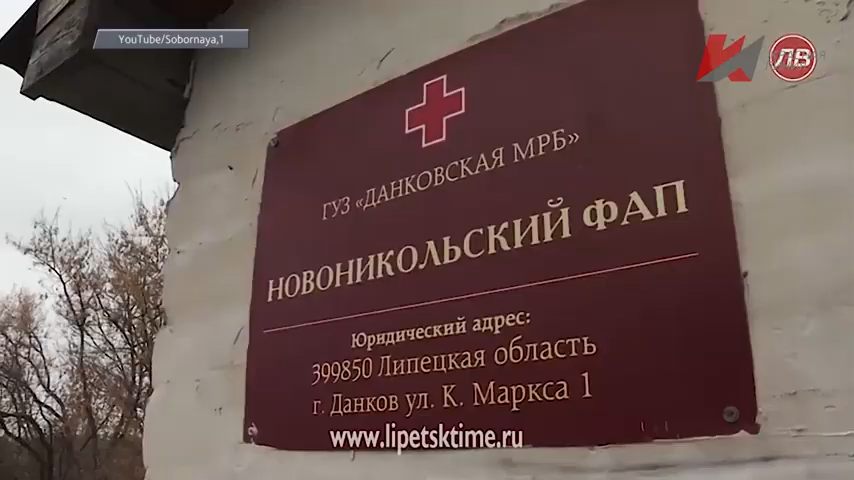 YouTube/Sobornaya,1
ЛВ
ГУЗ «ДАНКОВСКАЯ МРБ»
НОВОНИКОЛЬСКИЙ ФАП
Юридический адрес:
399850 Липецкая область
г. Данков ул. К. Маркса 1
www.lipetsktime.ru